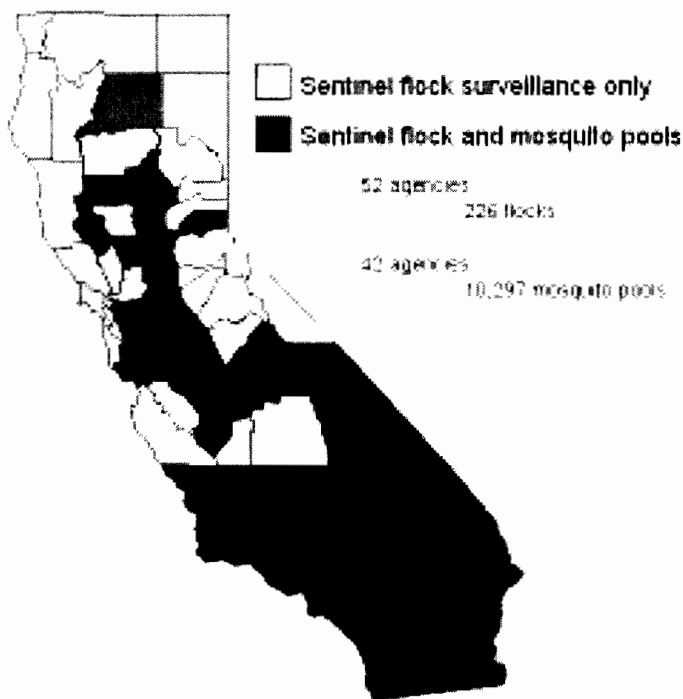 Sentinel flock surveillance only
Sentinel flock and mosquito pools
52 agencies
226 flocks
42 agencies
10,297 mosquito pools